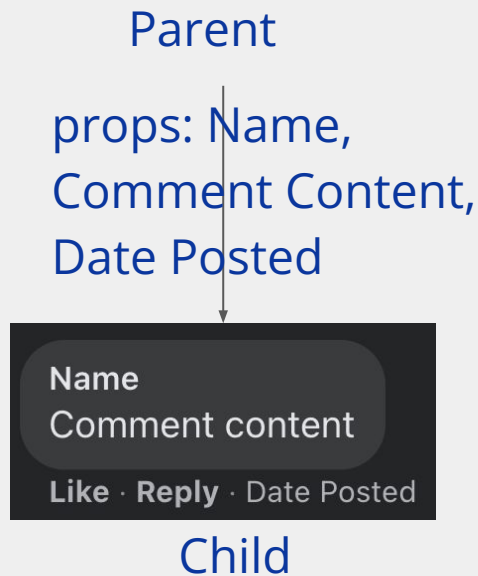 Parent
props: Name,
Comment Content,
Date Posted
Name
Comment content
Like · Reply · Date Posted
Child